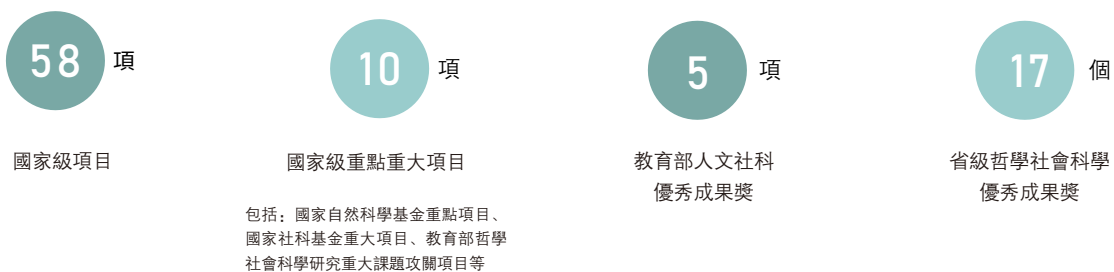 58 項
國家級項目
10 項
國家級重點重大項目
包括：國家自然科學基金重點項目、
國家社科基金重大項目、教育部哲學
社會科學研究重大課題攻關項目等
5 項
教育部人文社科
優秀成果獎
17 個
省級哲學社會科學
優秀成果獎